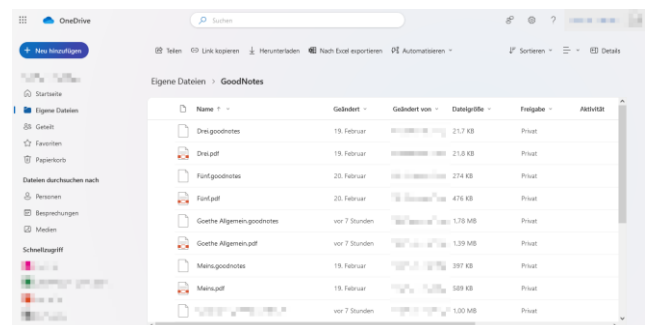 OneDrive
Suchen
?
+ Neu hinzufügen
Teilen Link kopieren Herunterladen Nach Excel exportieren Automatisieren Sortieren Details
Startseite
Eigene Dateien
Geteilt
Favoriten
Papierkorb
Dateien durchsuchen nach
Personen
Besprechungen
Medien
Schnellzugriff
Eigene Dateien > GoodNotes
Name ↑ Geändert Geändert von Dateigröße Freigabe Aktivität
Drei.goodnotes 19. Februar 21,7 KB Privat
Drei.pdf 19. Februar 21,8 KB Privat
Fünf.goodnotes 20. Februar 274 KB Privat
Fünf.pdf 20. Februar 476 KB Privat
Goethe Allgemein.goodnotes vor 7 Stunden 1,78 MB Privat
Goethe Allgemein.pdf vor 7 Stunden 1,39 MB Privat
Meins.goodnotes 19. Februar 397 KB Privat
Meins.pdf 19. Februar 589 KB Privat
vor 7 Stunden 1,00 MB Privat